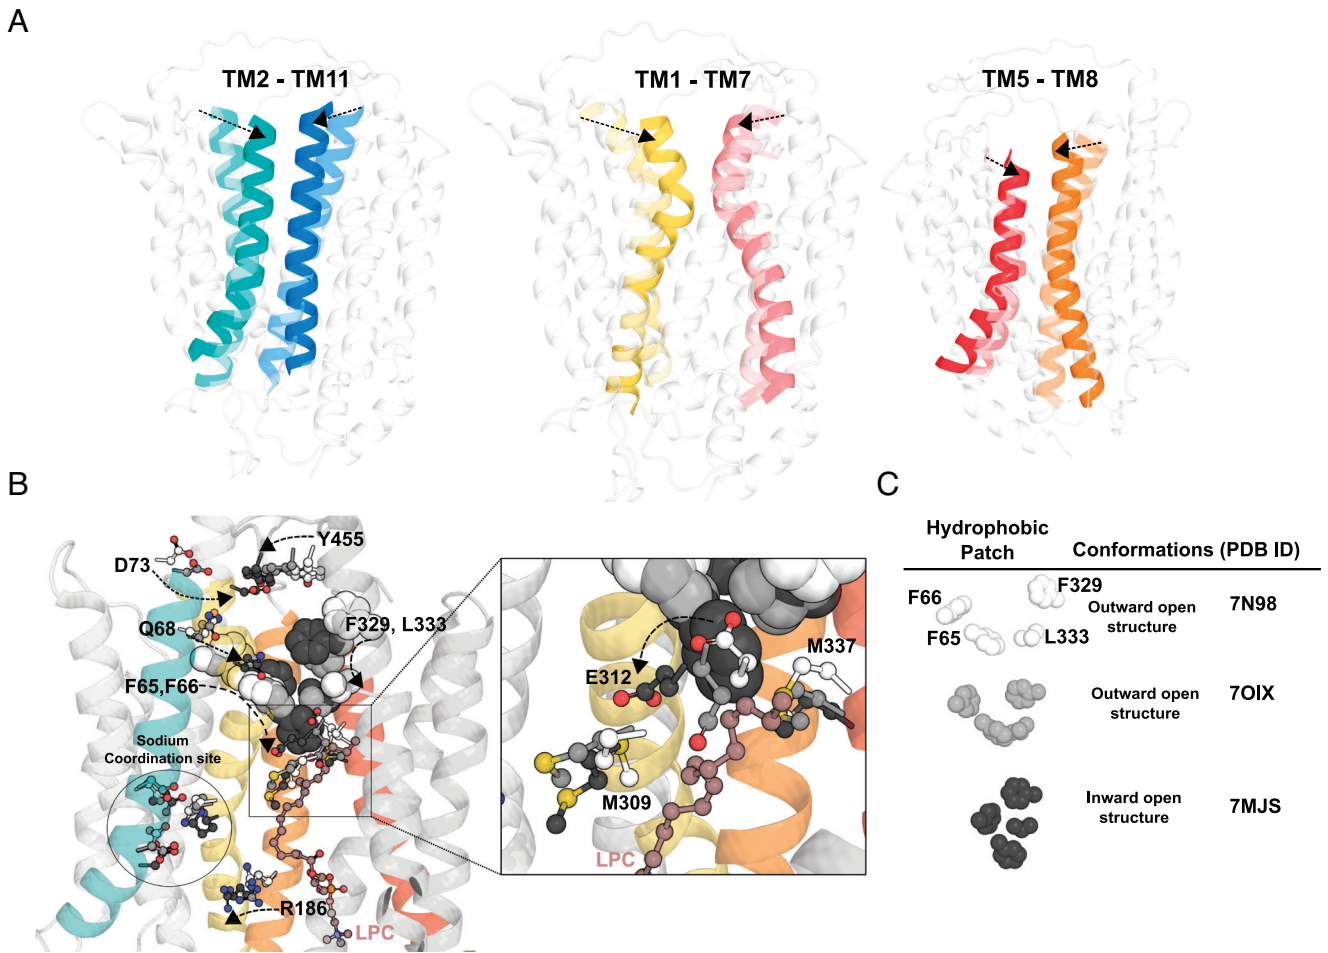 A
TM2 - TM11
TM1 - TM7
TM5 - TM8
B
D73
Y455
Q68
F329, L333
F65,F66
Sodium
Coordination site
R186
LPC
E312
M337
M309
LPC
C
Hydrophobic
Patch
Conformations (PDB ID)
F66
F329
F65
L333
Outward open
structure
7N98
Outward open
structure
7OIX
Inward open
structure
7MJS